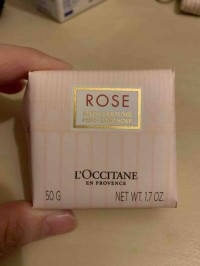 ROSE
L'OCCITANE
EN PROVENCE
50 G
NET WT. 1.7 OZ.